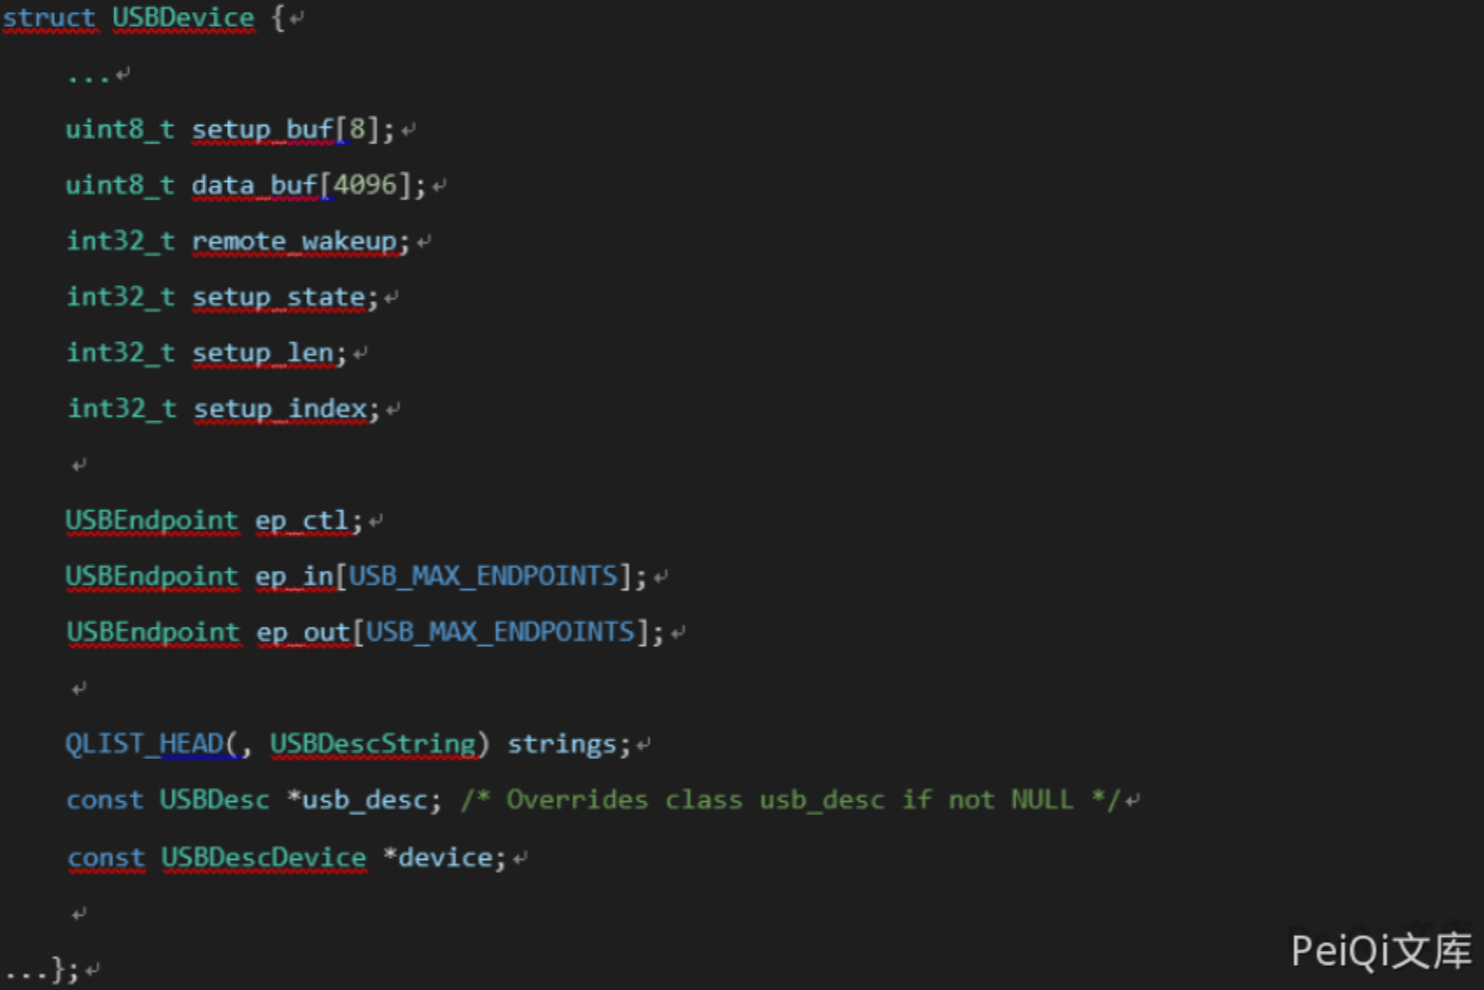 struct USBDevice {
...
uint8_t setup_buf[8];
uint8_t data_buf[4096];
int32_t remote_wakeup;
int32_t setup_state;
int32_t setup_len;
int32_t setup_index;
USBEndpoint ep_ctl;
USBEndpoint ep_in[USB_MAX_ENDPOINTS];
USBEndpoint ep_out[USB_MAX_ENDPOINTS];
QLIST_HEAD(, USBDescString) strings;
const USBDesc *usb_desc; /* Overrides class usb_desc if not NULL */
const USBDescDevice *device;
...};
PeiQi文库